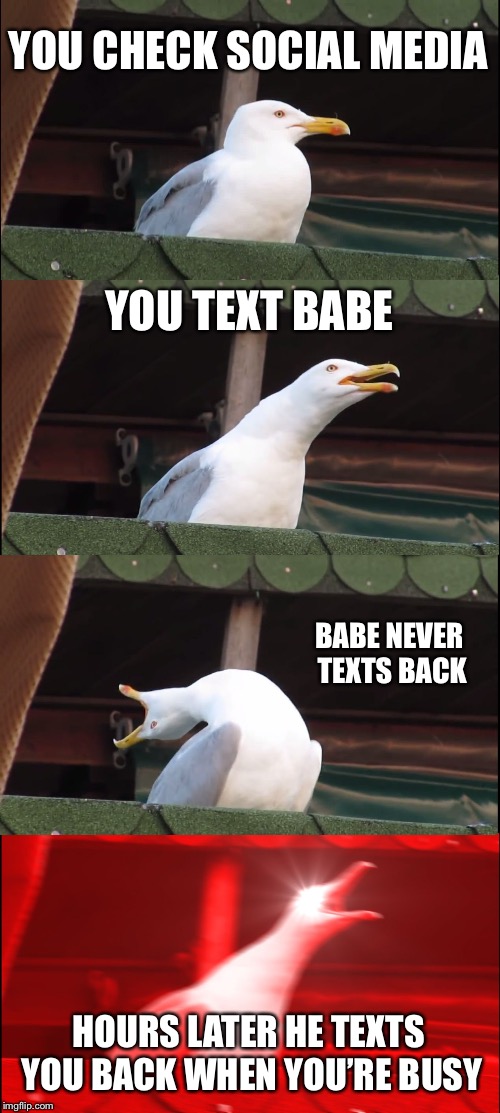 YOU CHECK SOCIAL MEDIA
YOU TEXT BABE
BABE NEVER
TEXTS BACK
HOURS LATER HE TEXTS
YOU BACK WHEN YOU'RE BUSY
imgflip.com